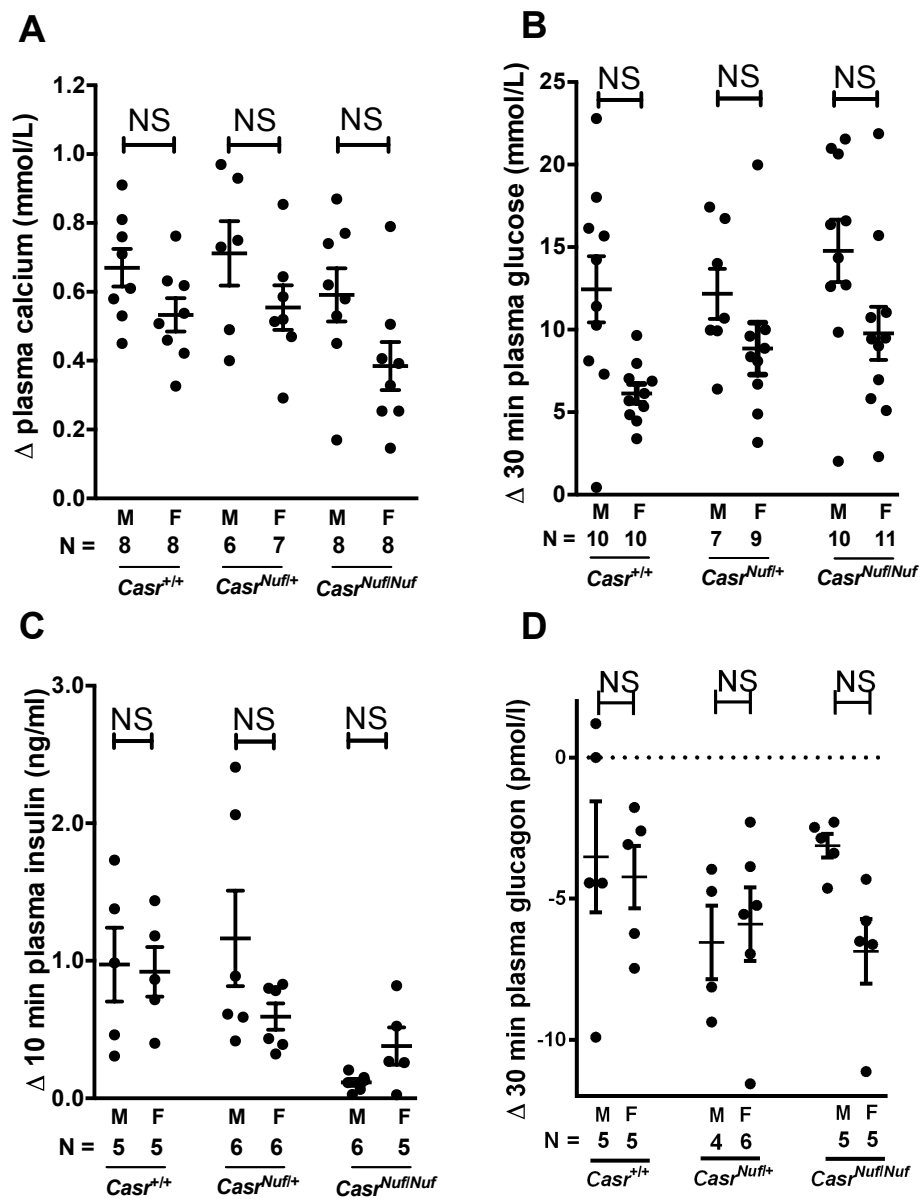 A
Δ plasma calcium (mmol/L)
1.2
1.0
0.8
0.6
0.4
0.2
0.0
NS NS NS
M F M F M F
N = 8 8 6 7 8 8
Casr+/+ CasrNuf/+ CasrNuf/Nuf
B
Δ 30 min plasma glucose (mmol/L)
25
20
15
10
5
0
NS NS NS
M F M F M F
N = 10 10 7 9 10 11
Casr+/+ CasrNuf/+ CasrNuf/Nuf
C
Δ 10 min plasma insulin (ng/ml)
3.0
2.0
1.0
0.0
NS NS NS
M F M F M F
N = 5 5 6 6 6 5
Casr+/+ CasrNuf/+ CasrNuf/Nuf
D
Δ 30 min plasma glucagon (pmol/l)
0
-5
-10
NS NS NS
M F M F M F
N = 5 5 4 6 5 5
Casr+/+ CasrNuf/+ CasrNuf/Nuf